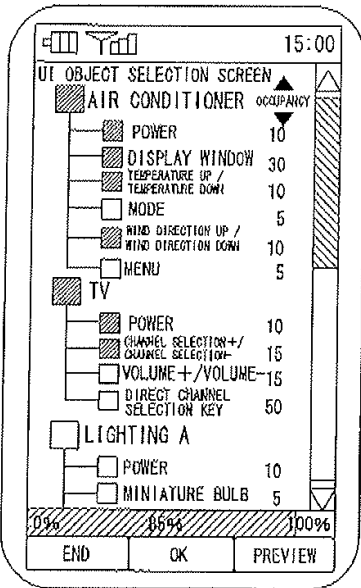 15:00
UI OBJECT SELECTION SCREEN
AIR CONDITIONER OCCUPANCY
POWER 10
DISPLAY WINDOW 30
TEMPERATURE UP /
TEMPERATURE DOWN 10
MODE 5
WIND DIRECTION UP /
WIND DIRECTION DOWN 10
MENU 5
TV
POWER 10
CHANNEL SELECTION+/
CHANNEL SELECTION- 15
VOLUME+/VOLUME- 15
DIRECT CHANNEL
SELECTION KEY 50
LIGHTING A
POWER 10
MINIATURE BULB 5
0% 85% 100%
END OK PREVIEW